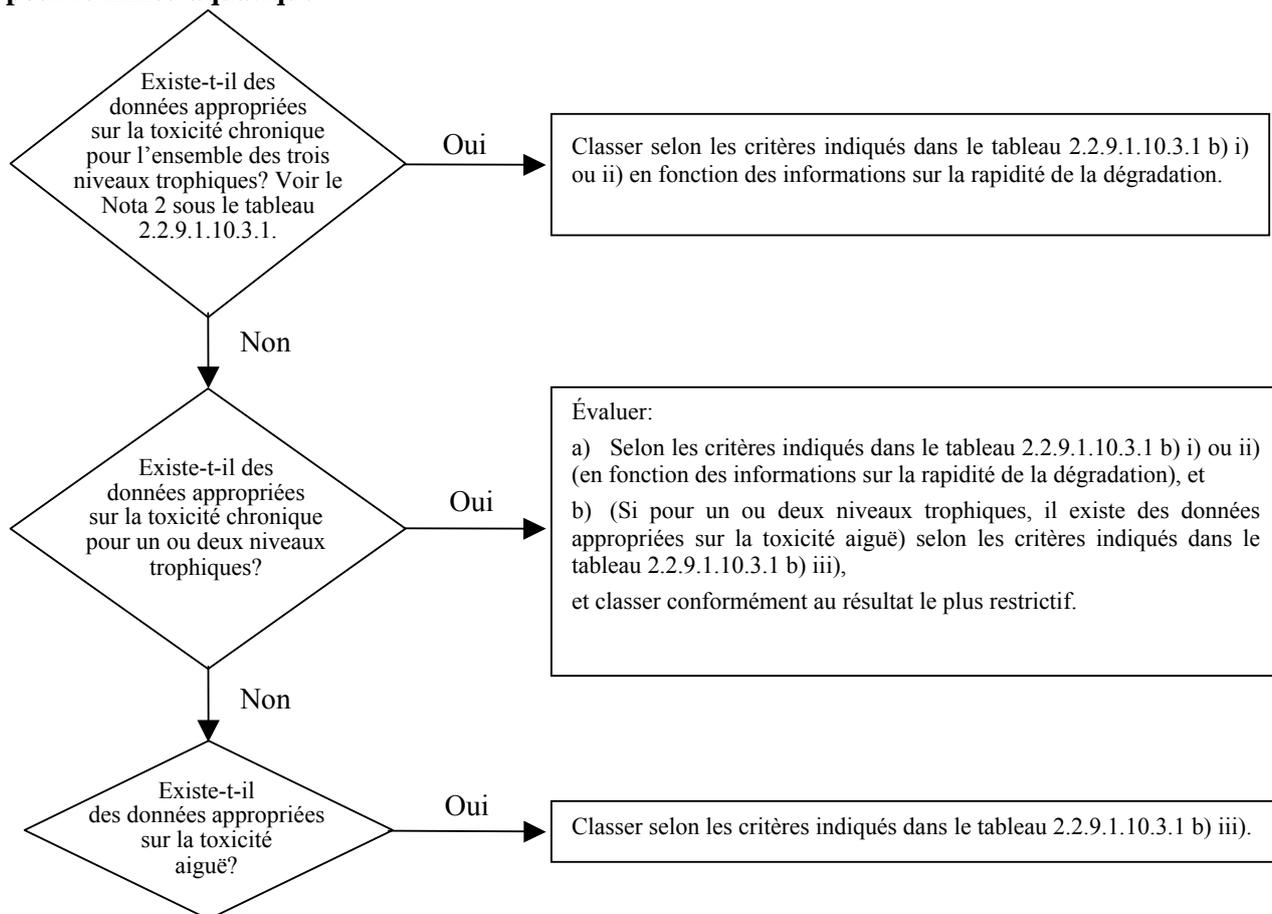 Existe-t-il des
données appropriées
sur la toxicité chronique
pour l'ensemble des trois
niveaux trophiques? Voir le
Nota 2 sous le tableau
2.2.9.1.10.3.1.
Oui
Classer selon les critères indiqués dans le tableau 2.2.9.1.10.3.1 b) i)
ou ii) en fonction des informations sur la rapidité de la dégradation.
Non
Existe-t-il des
données appropriées
sur la toxicité chronique
pour un ou deux niveaux
trophiques?
Oui
Évaluer:
a) Selon les critères indiqués dans le tableau 2.2.9.1.10.3.1 b) i) ou ii)
(en fonction des informations sur la rapidité de la dégradation), et
b) (Si pour un ou deux niveaux trophiques, il existe des données
appropriées sur la toxicité aiguë) selon les critères indiqués dans le
tableau 2.2.9.1.10.3.1 b) iii),
et classer conformément au résultat le plus restrictif.
Non
Existe-t-il
des données appropriées
sur la toxicité
aiguë?
Oui
Classer selon les critères indiqués dans le tableau 2.2.9.1.10.3.1 b) iii).